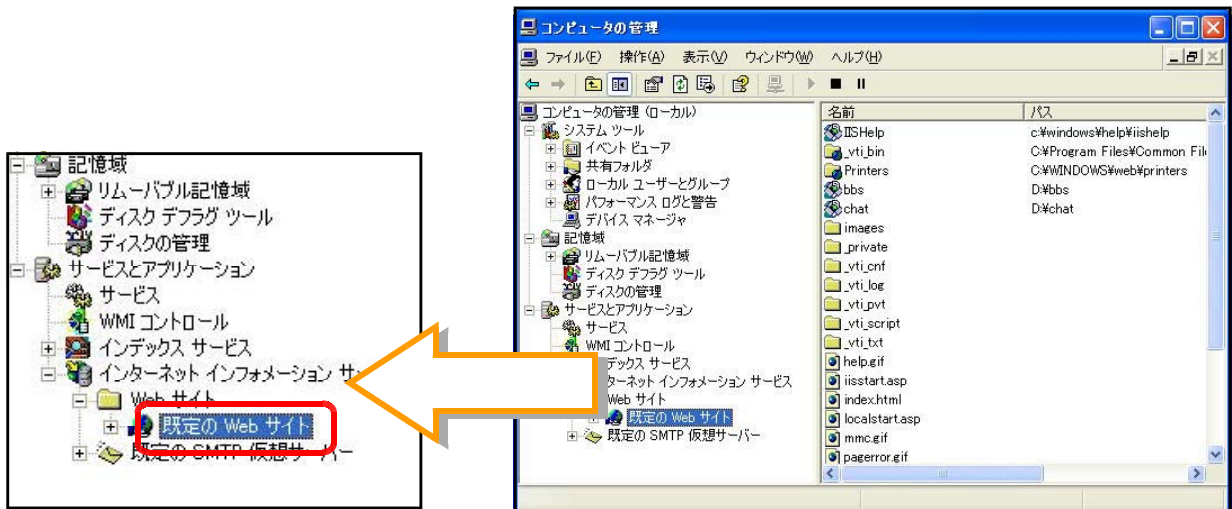 記憶域
リムーバブル記憶域
ディスク デフラグ ツール
ディスクの管理
サービスとアプリケーション
サービス
WMI コントロール
インデックス サービス
インターネット インフォメーション サー
Web サイト
既定の Web サイト
既定の SMTP 仮想サーバー
コンピュータの管理
ファイル(F) 操作(A) 表示(V) ウィンドウ(W) ヘルプ(H)
コンピュータの管理 (ローカル)
システム ツール
イベント ビューア
共有フォルダ
ローカル ユーザーとグループ
パフォーマンス ログと警告
デバイス マネージャ
記憶域
リムーバブル記憶域
ディスク デフラグ ツール
ディスクの管理
サービスとアプリケーション
サービス
WMI コントロール
デックス サービス
ターネット インフォメーション サービス
Web サイト
既定の Web サイト
既定の SMTP 仮想サーバー
名前 パス
IISHelp c:¥windows¥help¥iishelp
_vti_bin C:¥Program Files¥Common Fil
Printers C:¥WINDOWS¥web¥printers
bbs D:¥bbs
chat D:¥chat
images
_private
_vti_cnf
_vti_log
_vti_pvt
_vti_script
_vti_txt
help.gif
iisstart.asp
index.html
localstart.asp
mmc.gif
pagerror.gif